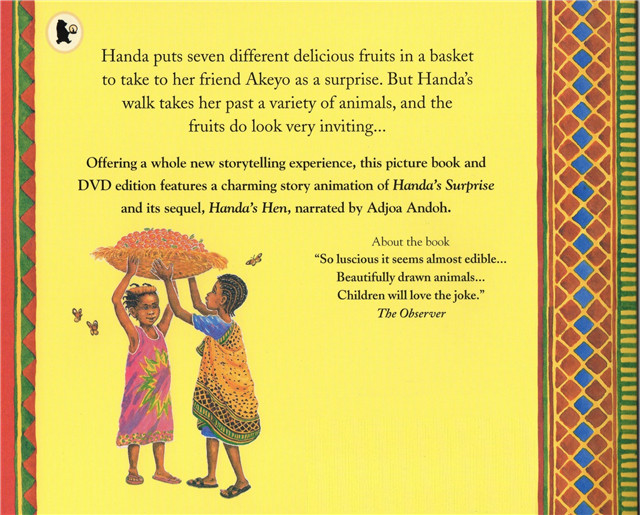 Handa puts seven different delicious fruits in a basket
to take to her friend Akeyo as a surprise. But Handa's
walk takes her past a variety of animals, and the
fruits do look very inviting...
Offering a whole new storytelling experience, this picture book and
DVD edition features a charming story animation of Handa's Surprise
and its sequel, Handa's Hen, narrated by Adjoa Andoh.
About the book
“So luscious it seems almost edible...
Beautifully drawn animals...
Children will love the joke.”
The Observer